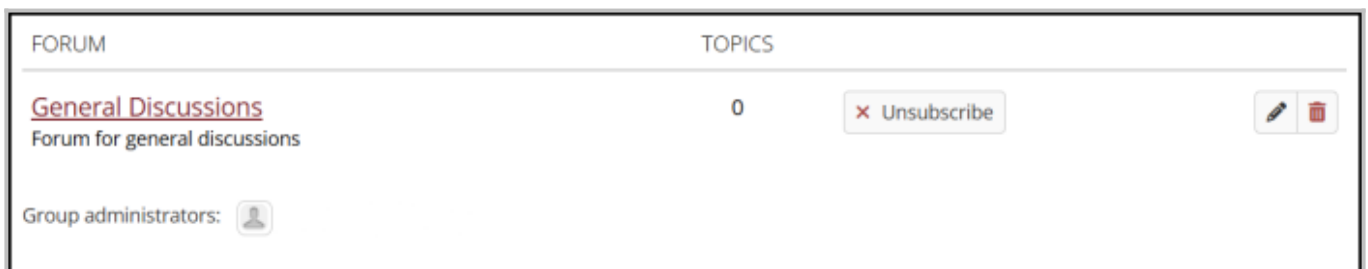 FORUM TOPICS
General Discussions 0 Unsubscribe
Forum for general discussions
Group administrators: